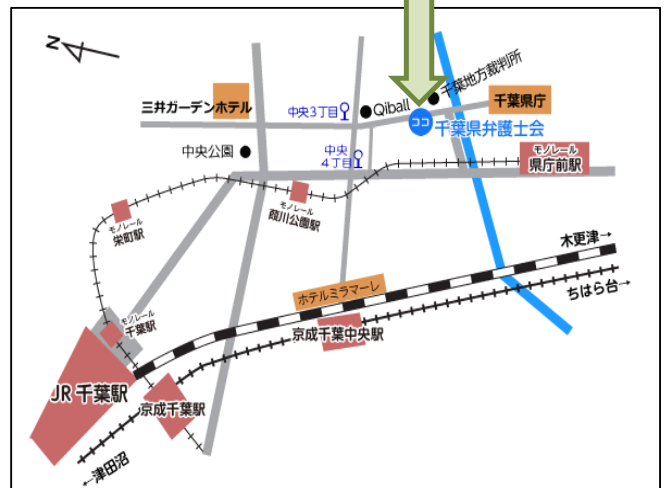 N
三井ガーデンホテル
中央3丁目
Qiball
千葉地方裁判所
千葉県庁
ココ
千葉県弁護士会
中央公園
中央
4丁目
モノレール
県庁前駅
モノレール
葭川公園駅
モノレール
栄町駅
木更津→
ちはら台→
ホテルミラマーレ
京成千葉中央駅
モノレール
千葉駅
JR 千葉駅
京成千葉駅
←津田沼